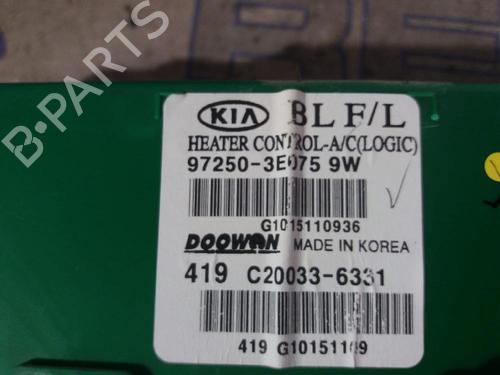 B-PARTS
KIA BL F/L
HEATER CONTROL-A/C(LOGIC)
97250-3E075 9W
G1015110936
DOOWON MADE IN KOREA
419 C20033-6331
419 G10151109